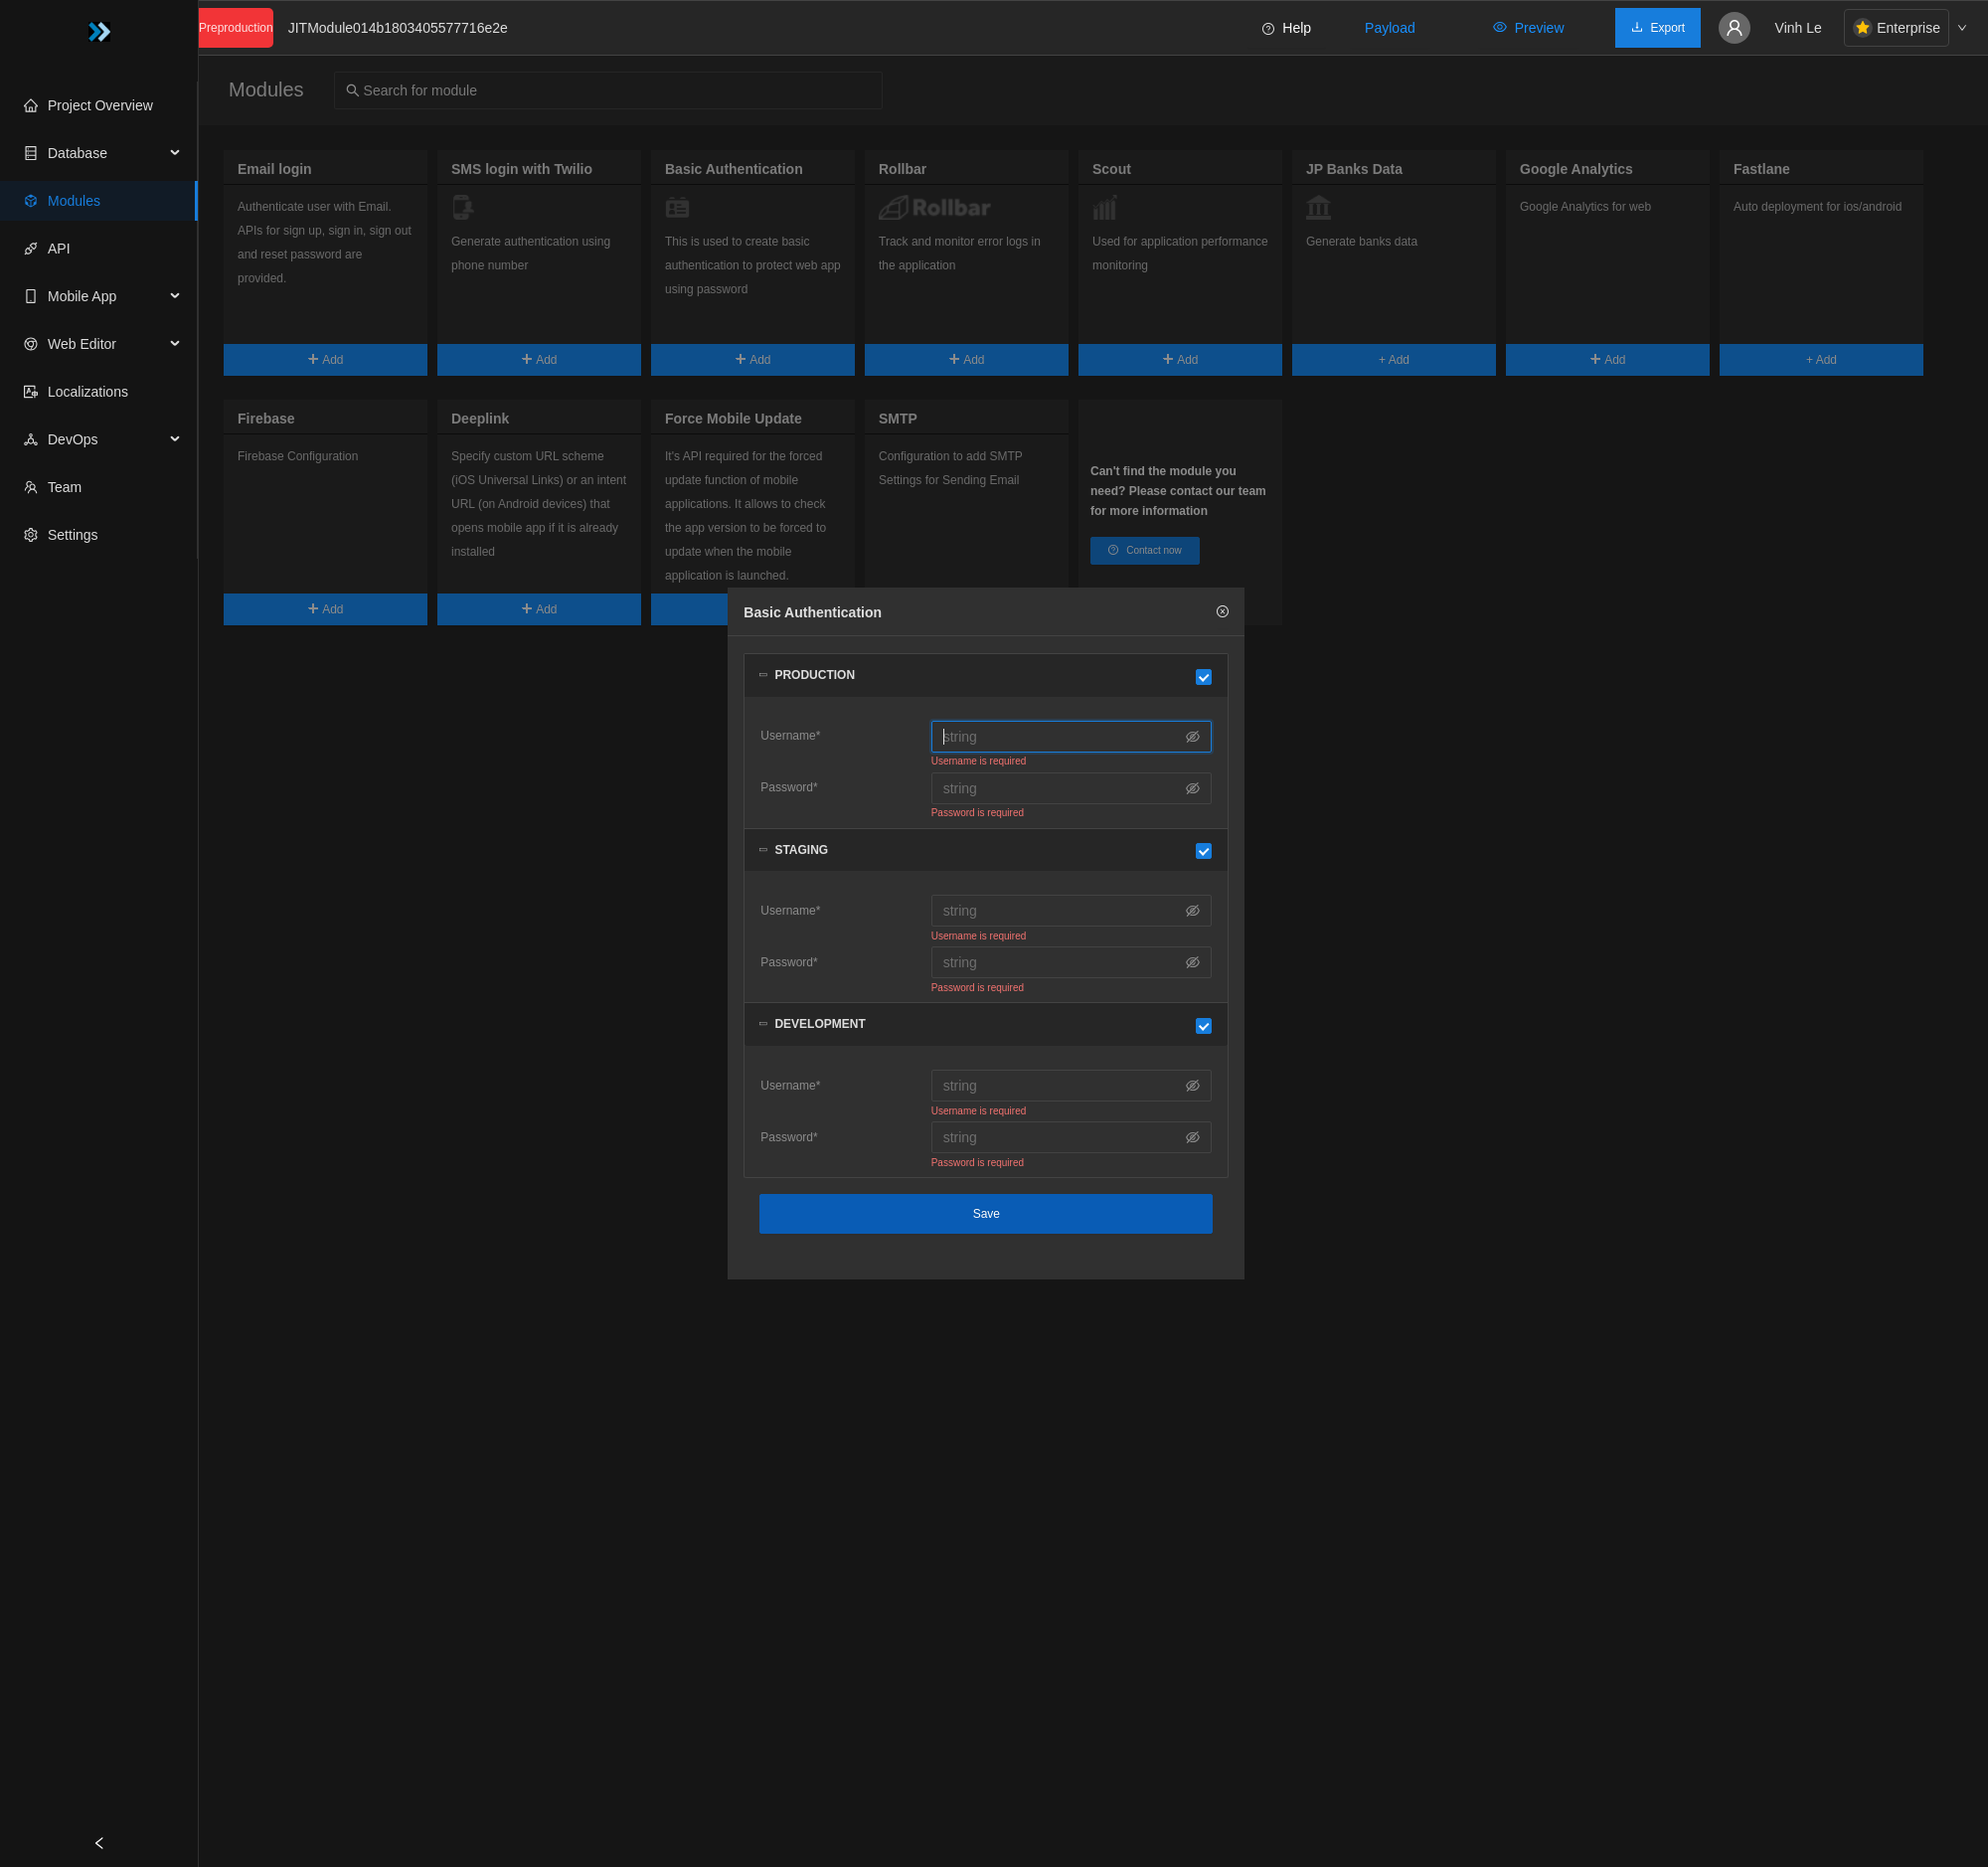 Preproduction
JITModule014b1803405577716e2e
Help
Payload
Preview
Export
Vinh Le
Enterprise
Project Overview
Database
Modules
API
Mobile App
Web Editor
Localizations
DevOps
Team
Settings
Modules
Search for module
Email login
Authenticate user with Email.
APIs for sign up, sign in, sign out
and reset password are
provided.
+ Add
SMS login with Twilio
Generate authentication using
phone number
+ Add
Basic Authentication
This is used to create basic
authentication to protect web app
using password
+ Add
Rollbar
Rollbar
Track and monitor error logs in
the application
+ Add
Scout
Used for application performance
monitoring
+ Add
JP Banks Data
Generate banks data
+ Add
Google Analytics
Google Analytics for web
+ Add
Fastlane
Auto deployment for ios/android
+ Add
Firebase
Firebase Configuration
+ Add
Deeplink
Specify custom URL scheme
(iOS Universal Links) or an intent
URL (on Android devices) that
opens mobile app if it is already
installed
+ Add
Force Mobile Update
It's API required for the forced
update function of mobile
applications. It allows to check
the app version to be forced to
update when the mobile
application is launched.
SMTP
Configuration to add SMTP
Settings for Sending Email
Can't find the module you
need? Please contact our team
for more information
Contact now
Basic Authentication
PRODUCTION
Username*
string
Username is required
Password*
string
Password is required
STAGING
Username*
string
Username is required
Password*
string
Password is required
DEVELOPMENT
Username*
string
Username is required
Password*
string
Password is required
Save